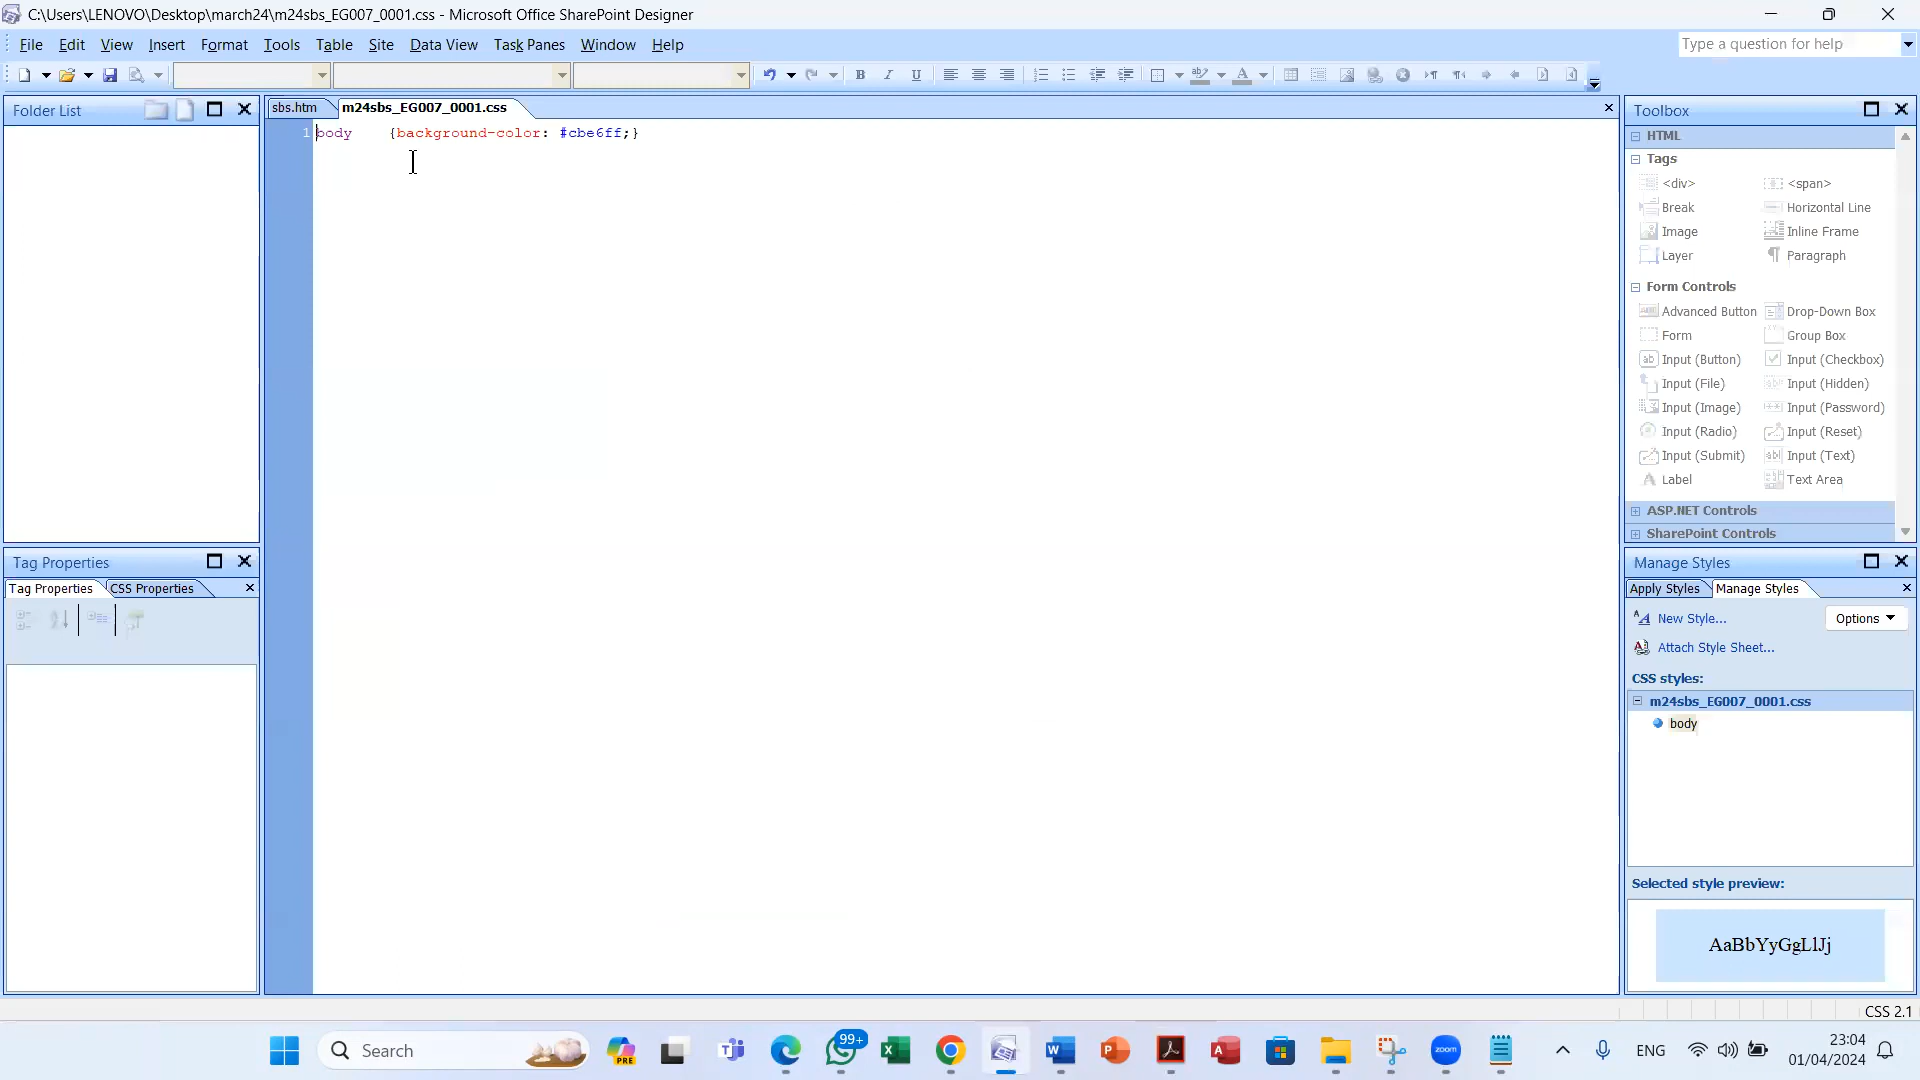 C:\Users\LENOVO\Desktop\march24\m24sbs_EG007_0001.css - Microsoft Office SharePoint Designer
File Edit View Insert Format Tools Table Site Data View Task Panes Window Help
Type a question for help
Folder List
sbs.htm
m24sbs_EG007_0001.css
1 body {background-color: #cbe6ff;}
Tag Properties
Tag Properties CSS Properties
Toolbox
HTML
Tags
<div> <span>
Break Horizontal Line
Image Inline Frame
Layer Paragraph
Form Controls
Advanced Button Drop-Down Box
Form Group Box
Input (Button) Input (Checkbox)
Input (File) Input (Hidden)
Input (Image) Input (Password)
Input (Radio) Input (Reset)
Input (Submit) Input (Text)
Label Text Area
ASP.NET Controls
SharePoint Controls
Manage Styles
Apply Styles Manage Styles
New Style... Options
Attach Style Sheet...
CSS styles:
m24sbs_EG007_0001.css
body
Selected style preview:
AaBbYyGgLlJj
CSS 2.1
Search
PRE
99+
zoom
ENG
23:04
01/04/2024